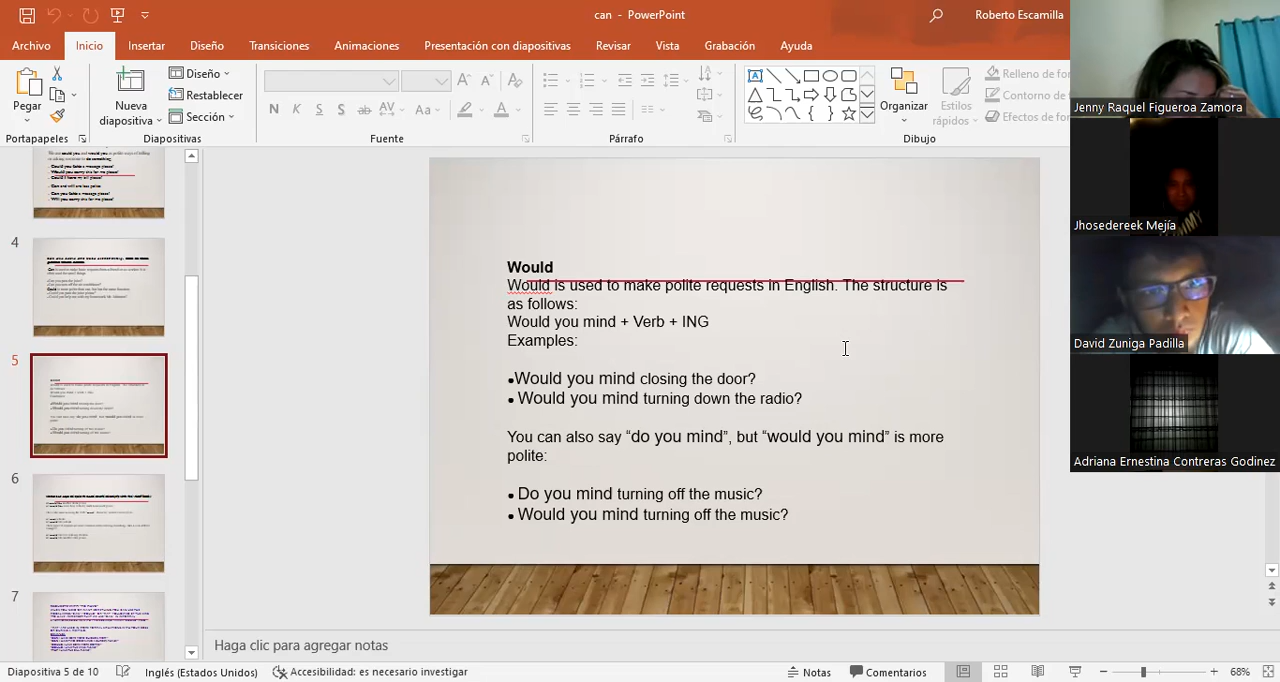 can - PowerPoint
Roberto Escamilla
Archivo Inicio Insertar Diseño Transiciones Animaciones Presentación con diapositivas Revisar Vista Grabación Ayuda
Pegar
Nueva diapositiva
Diseño
Restablecer
Sección
N K S S ab AV Aa A
Organizar
Estilos rápidos
Relleno de fo
Contorno de
Efectos de fo
Portapapeles Diapositivas Fuente Párrafo Dibujo
4
5
6
7
Would
Would is used to make polite requess in English. The structure is
as follows:
Would you mind + Verb + ING
Examples:
•Would you mind closing the door?
• Would you mind turning down the radio?
You can also say “do you mind”, but “would you mind” is more
polite:
• Do you mind turning off the music?
• Would you mind turning off the music?
Haga clic para agregar notas
Diapositiva 5 de 10 Inglés (Estados Unidos) Accesibilidad: es necesario investigar Notas Comentarios 68%
Jenny Raquel Figueroa Zamora
Jhosedereek Mejía
David Zuniga Padilla
Adriana Ernestina Contreras Godinez